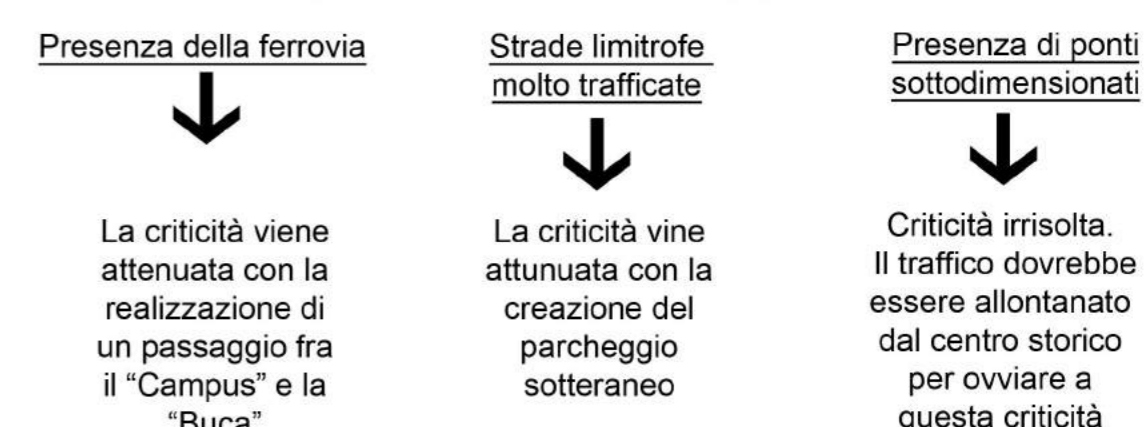 Presenza della ferrovia
La criticità viene
attenuata con la
realizzazione di
un passaggio fra
il “Campus” e la
“Buca”
Strade limitrofe
molto trafficate
La criticità vine
attunuata con la
creazione del
parcheggio
sotteraneo
Presenza di ponti
sottodimensionati
Criticità irrisolta.
Il traffico dovrebbe
essere allontanato
dal centro storico
per ovviare a
questa criticità